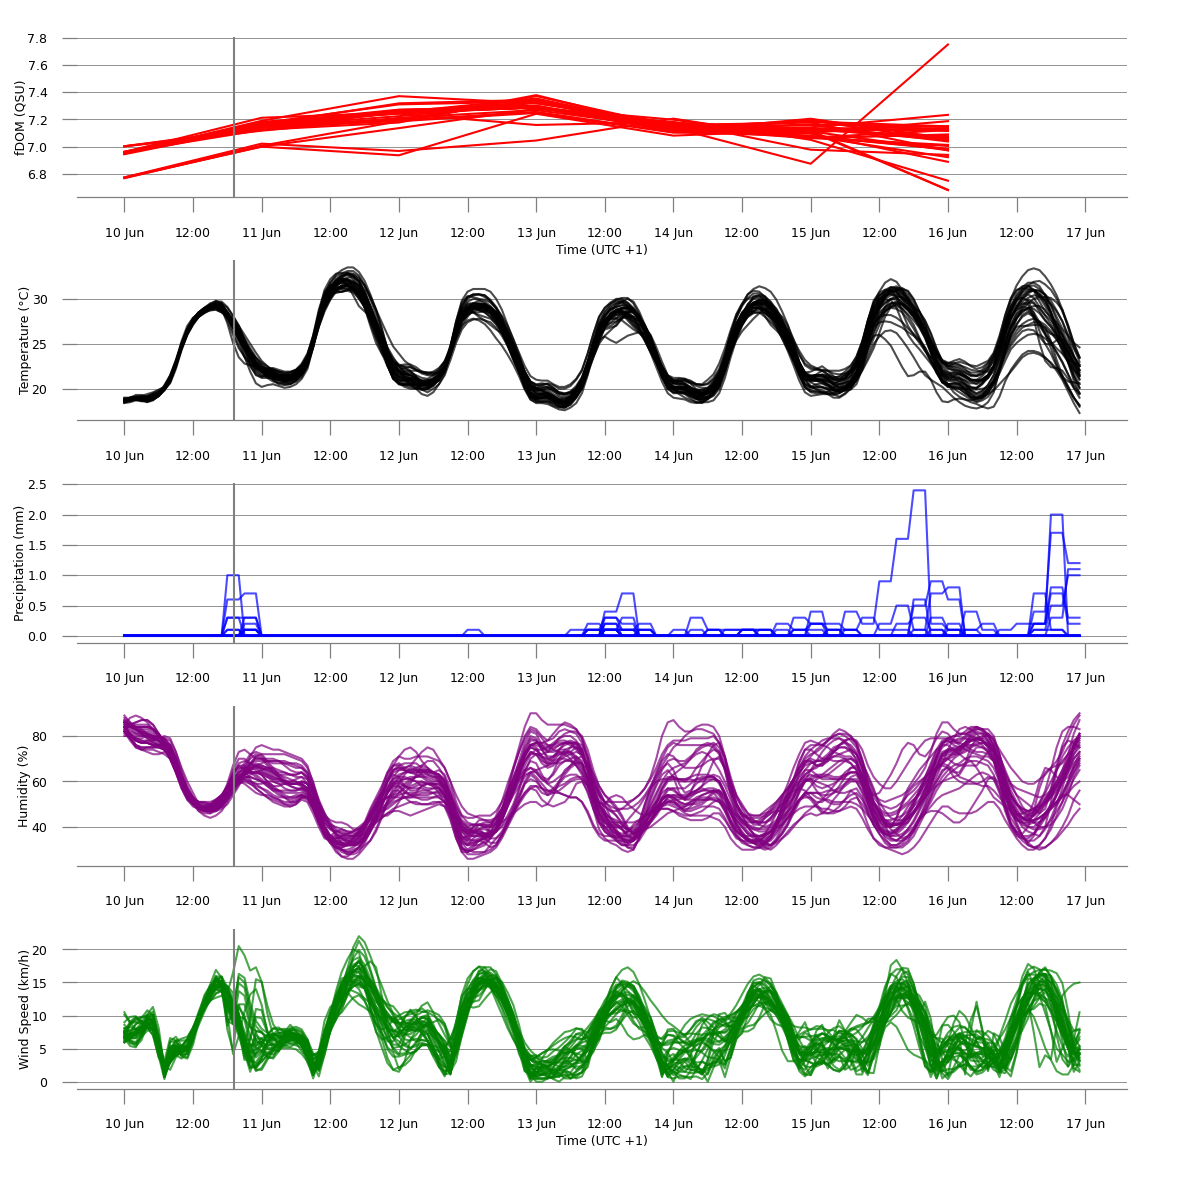 7.8
7.6
7.4
7.2
7.0
6.8
fDOM (QSU)
10 Jun 12:00 11 Jun 12:00 12 Jun 12:00 13 Jun 12:00 14 Jun 12:00 15 Jun 12:00 16 Jun 12:00 17 Jun
Time (UTC +1)
30
25
20
Temperature (°C)
10 Jun 12:00 11 Jun 12:00 12 Jun 12:00 13 Jun 12:00 14 Jun 12:00 15 Jun 12:00 16 Jun 12:00 17 Jun
2.5
2.0
1.5
1.0
0.5
0.0
Precipitation (mm)
10 Jun 12:00 11 Jun 12:00 12 Jun 12:00 13 Jun 12:00 14 Jun 12:00 15 Jun 12:00 16 Jun 12:00 17 Jun
80
60
40
Humidity (%)
10 Jun 12:00 11 Jun 12:00 12 Jun 12:00 13 Jun 12:00 14 Jun 12:00 15 Jun 12:00 16 Jun 12:00 17 Jun
20
15
10
5
0
Wind Speed (km/h)
10 Jun 12:00 11 Jun 12:00 12 Jun 12:00 13 Jun 12:00 14 Jun 12:00 15 Jun 12:00 16 Jun 12:00 17 Jun
Time (UTC +1)